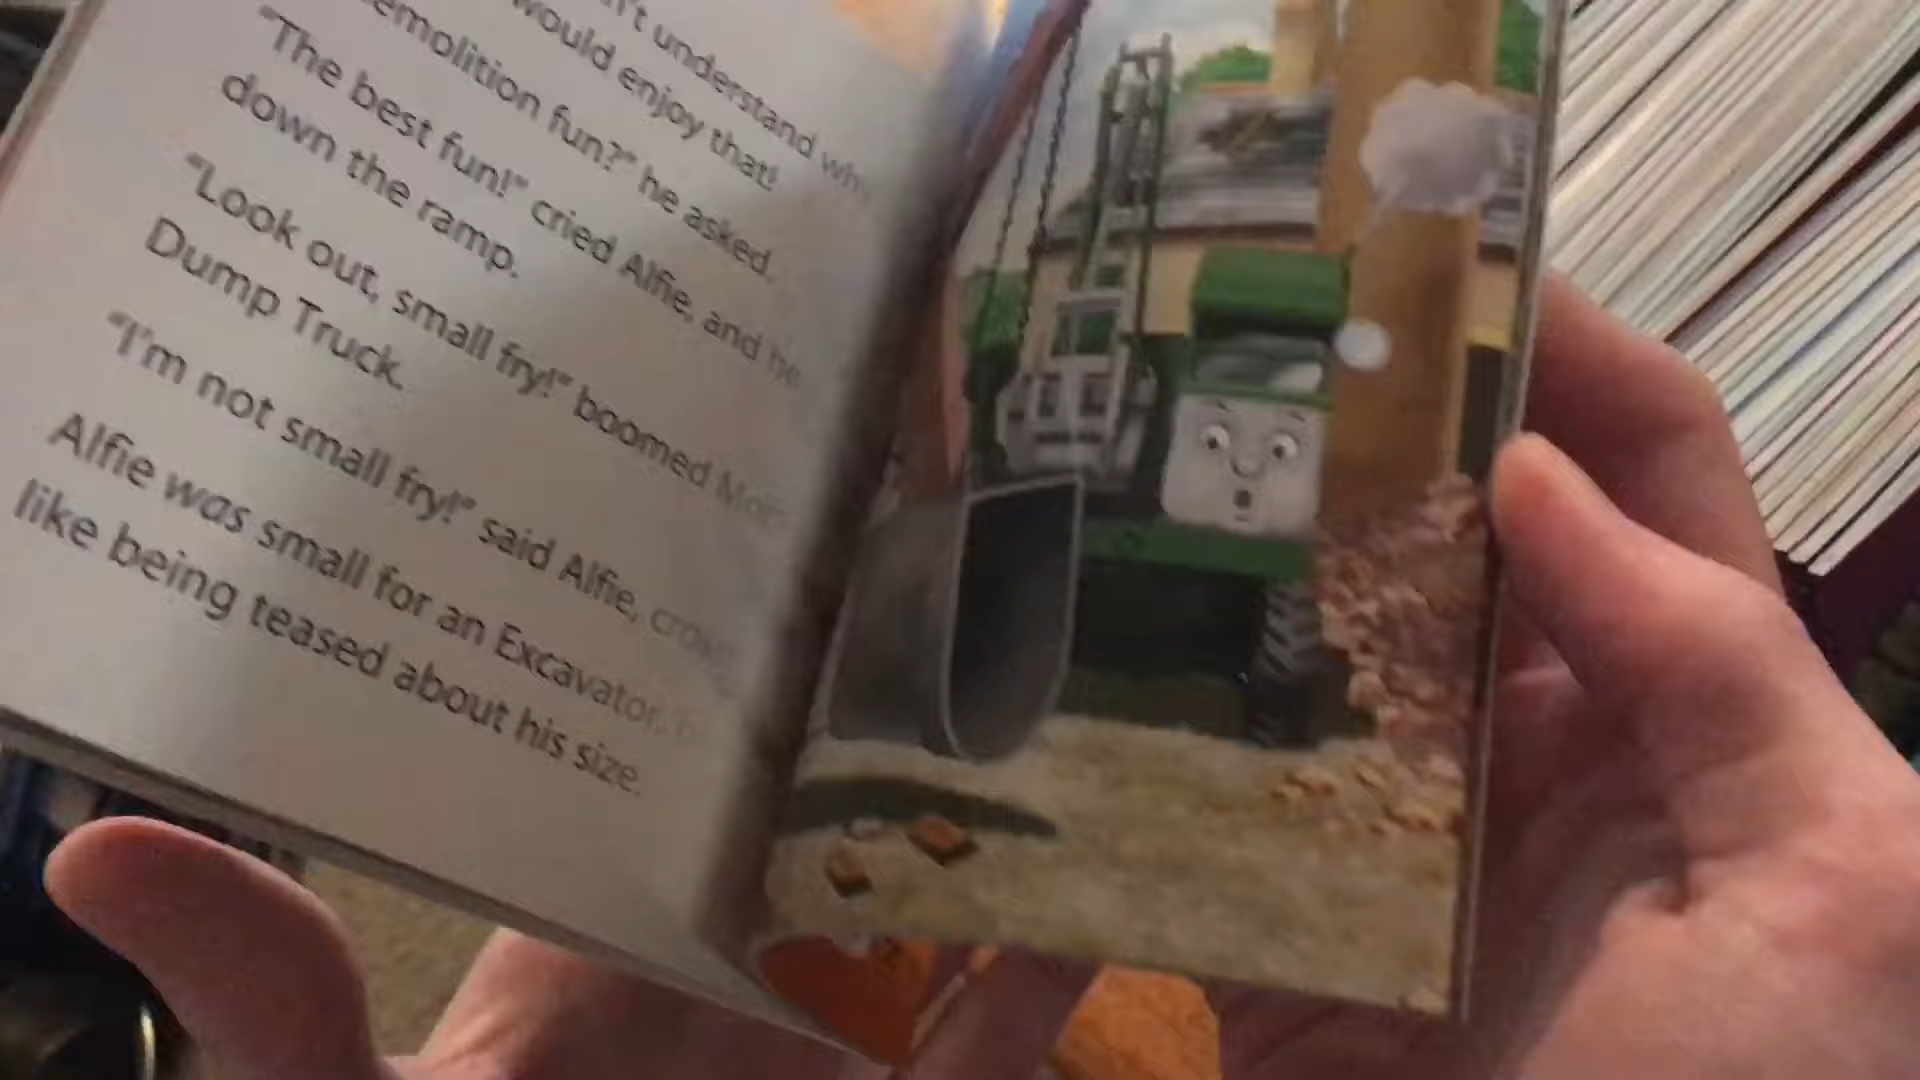 understand
would enjoy that!
demolition fun?" he asked.
"The best fun!" cried Alfie, and he
down the ramp.
"Look out, small fry!" boomed
Dump Truck.
"I'm not small fry!" said Alfie,
Alfie was small for an Excavator,
like being teased about his size.